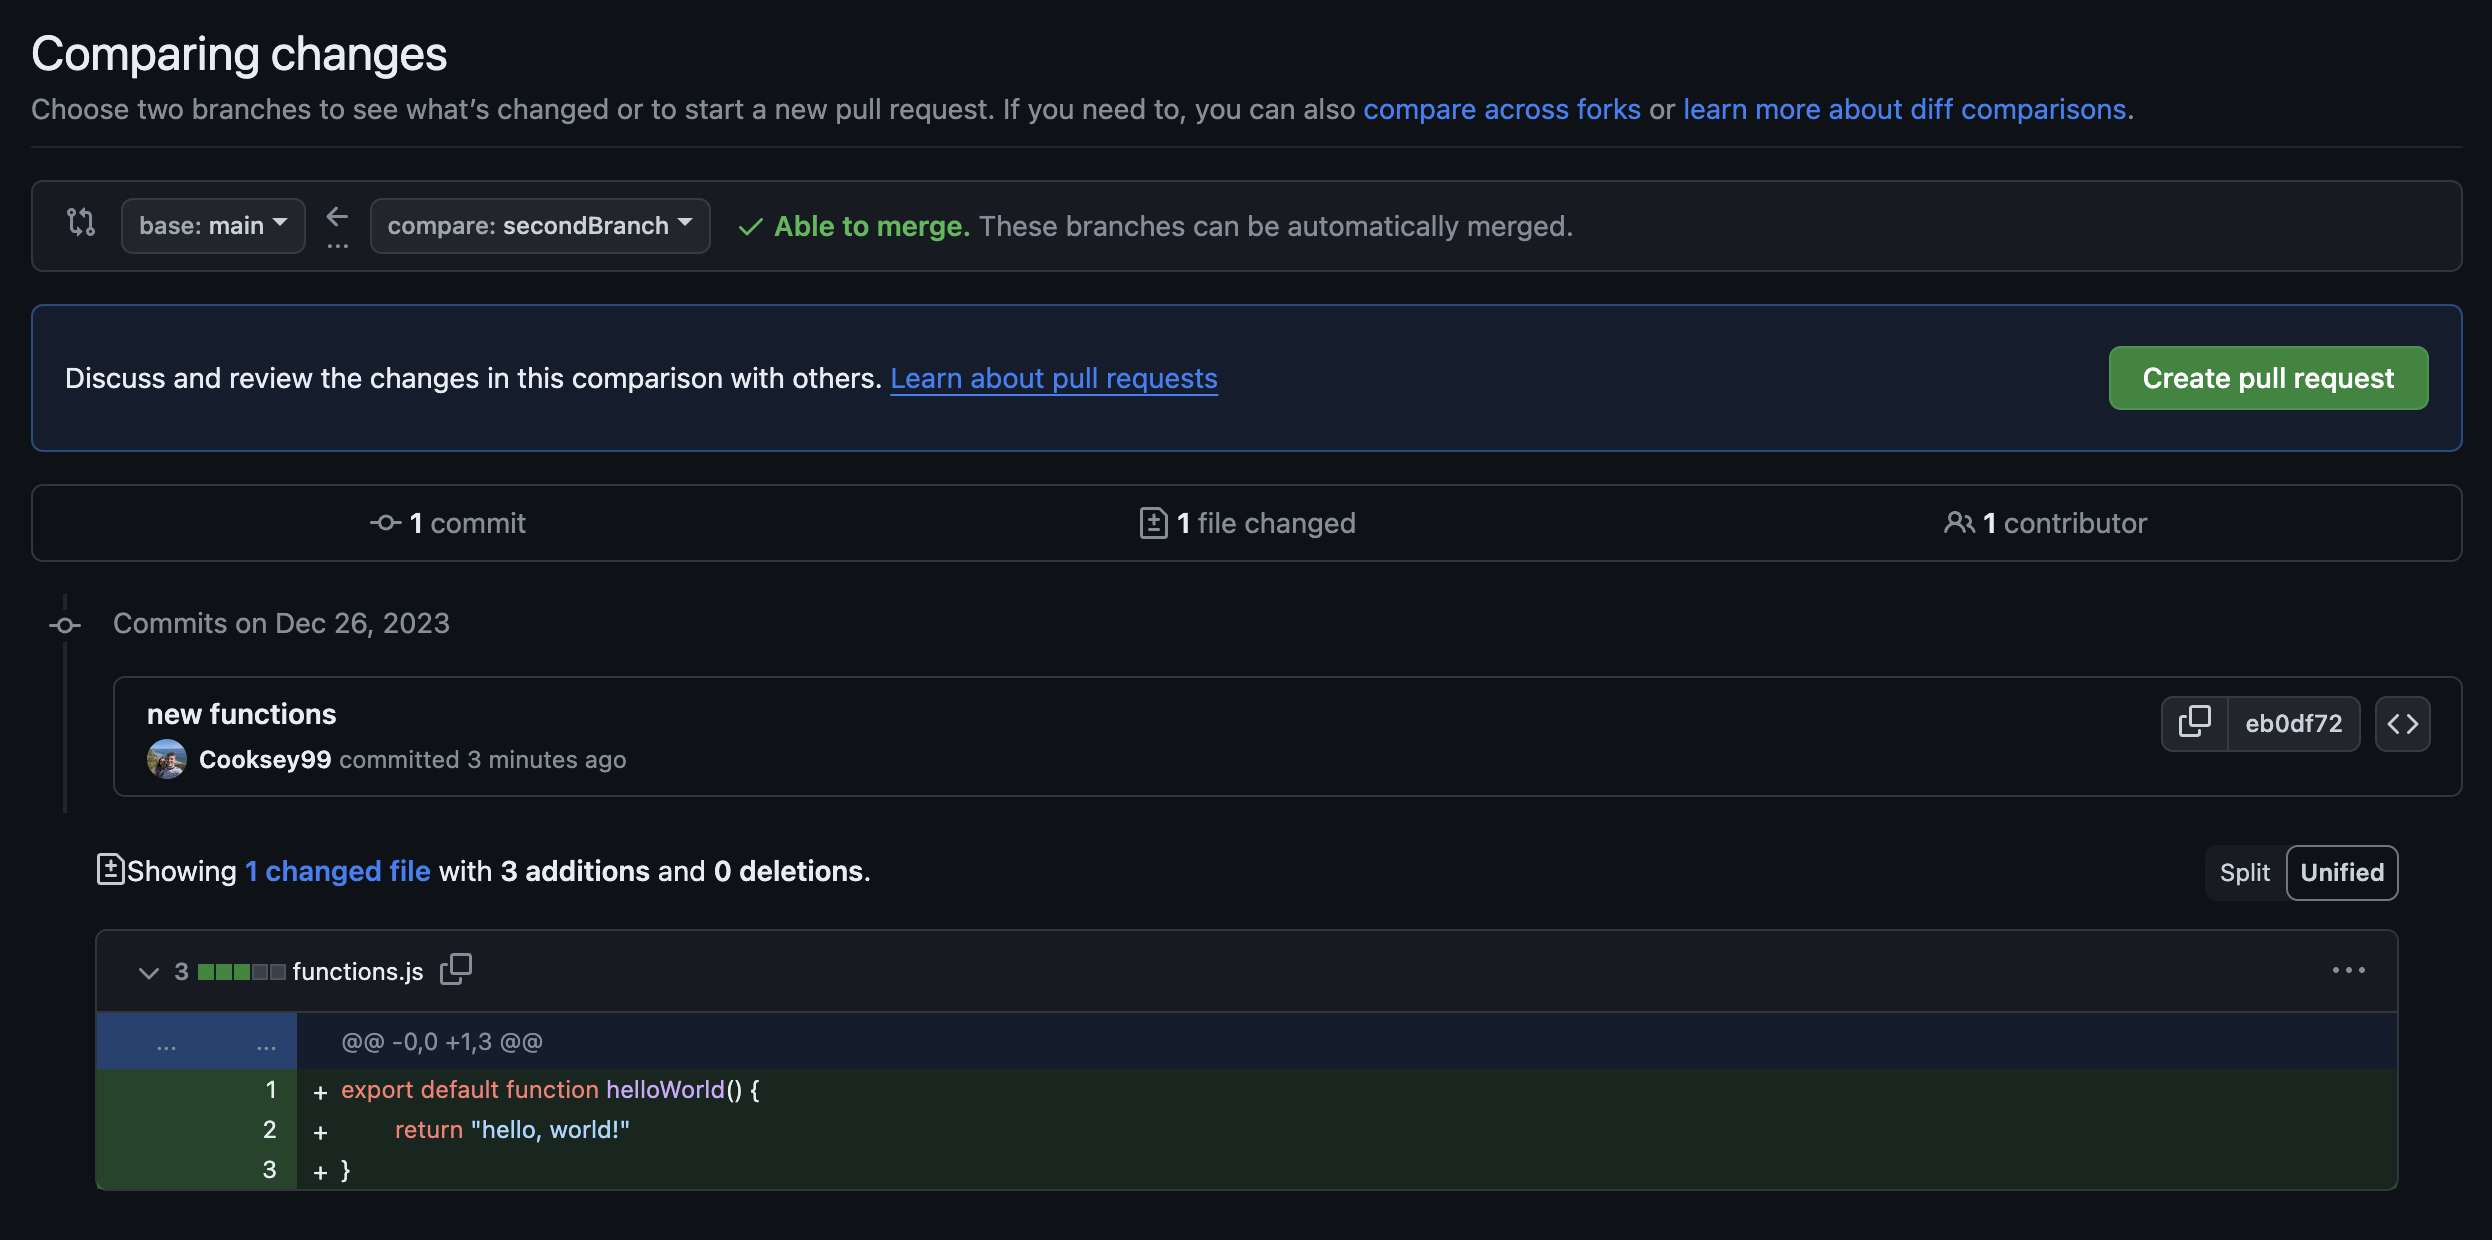 Comparing changes
Choose two branches to see what's changed or to start a new pull request. If you need to, you can also compare across forks or learn more about diff comparisons.
base: main ... compare: secondBranch Able to merge. These branches can be automatically merged.
Discuss and review the changes in this comparison with others. Learn about pull requests Create pull request
1 commit 1 file changed 1 contributor
Commits on Dec 26, 2023
new functions
eb0df72
Cooksey99 committed 3 minutes ago
Showing 1 changed file with 3 additions and 0 deletions. Split Unified
3 functions.js ...
... ... @@ -0,0 +1,3 @@
1 + export default function helloWorld() {
2 + return "hello, world!"
3 + }